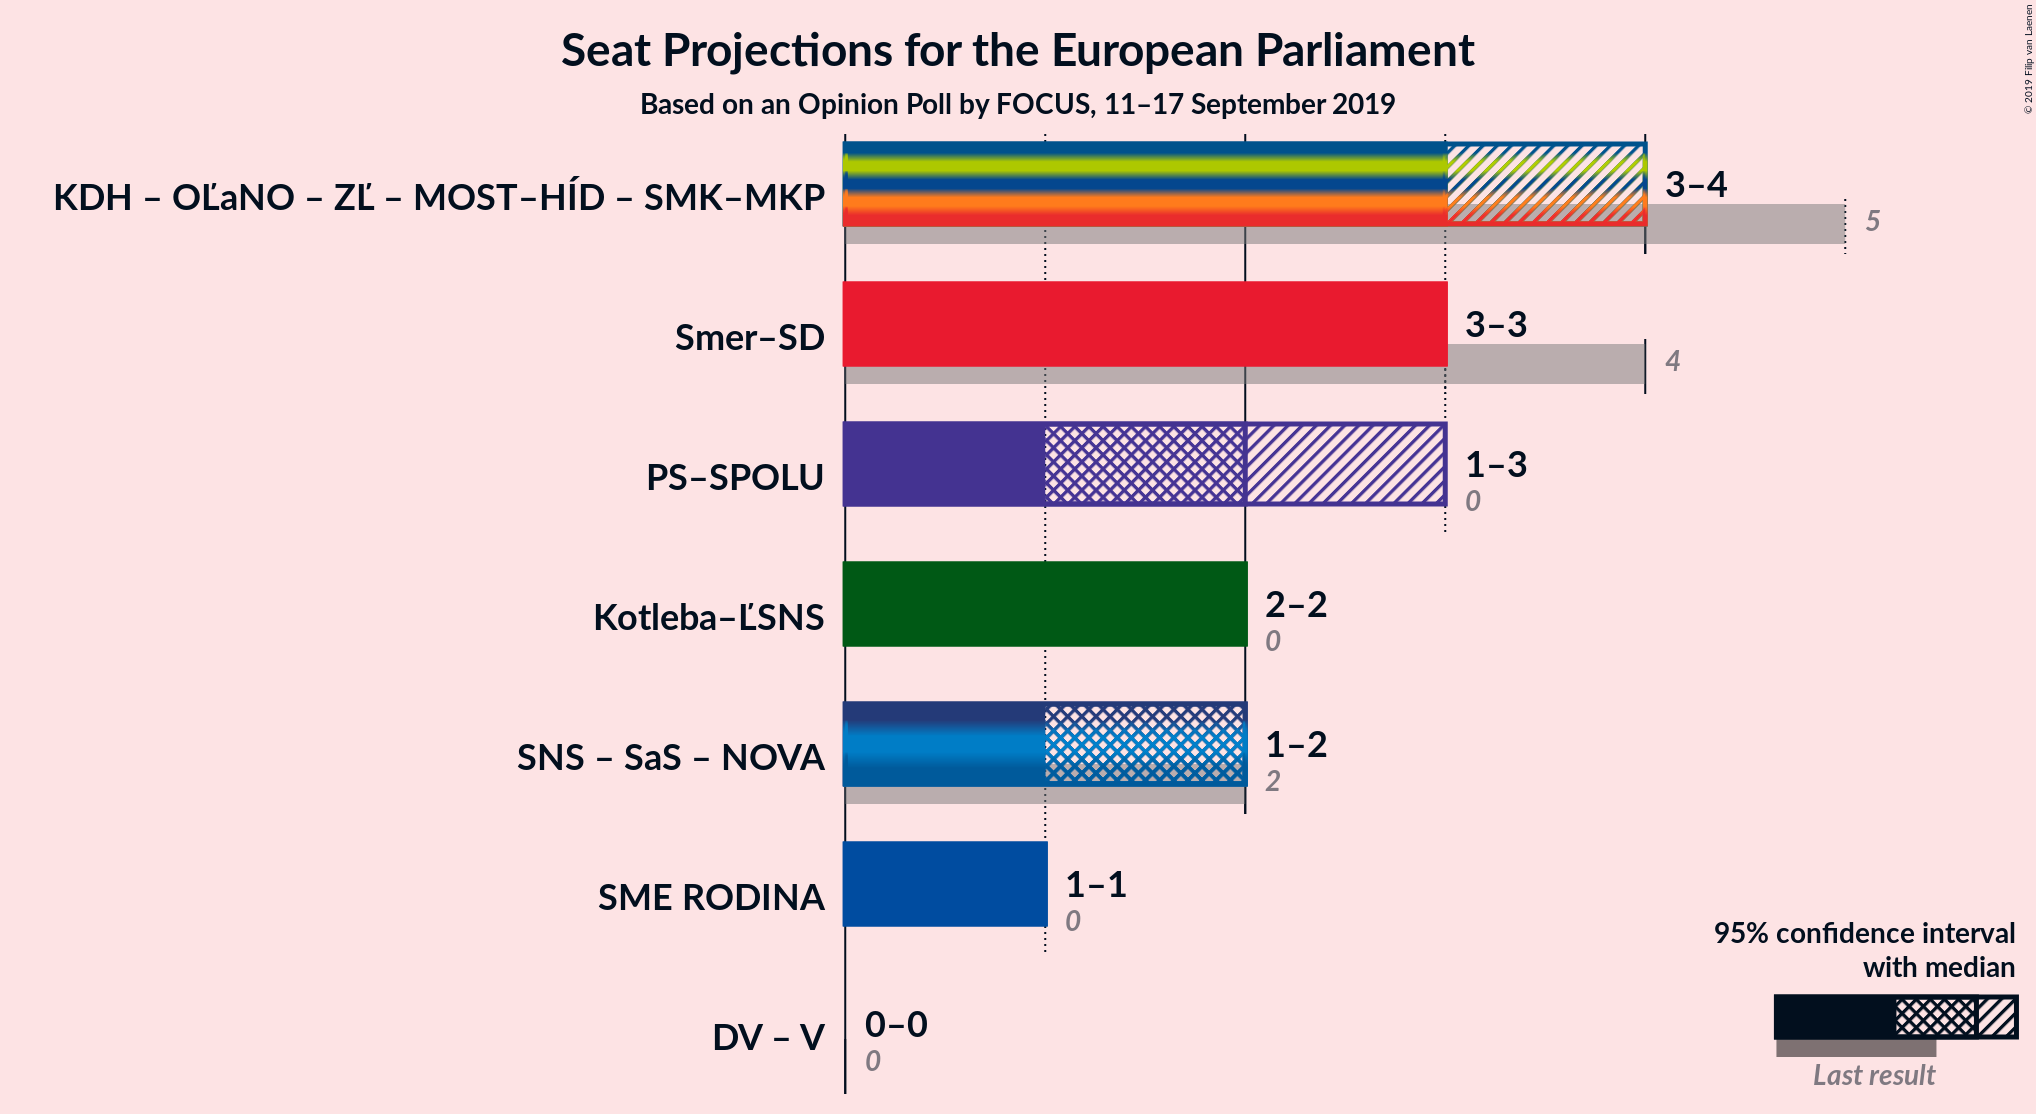 Seat Projections for the European Parliament
Based on an Opinion Poll by FOCUS, 11–17 September 2019
© 2019 Filip van Laenen
KDH – OĽaNO – ZĽ – MOST–HÍD – SMK–MKP
3–4
5
Smer–SD
3–3
4
PS–SPOLU
1–3
0
Kotleba–ĽSNS
2–2
0
SNS – SaS – NOVA
1–2
2
SME RODINA
1–1
0
DV – V
0–0
0
95% confidence interval
with median
Last result